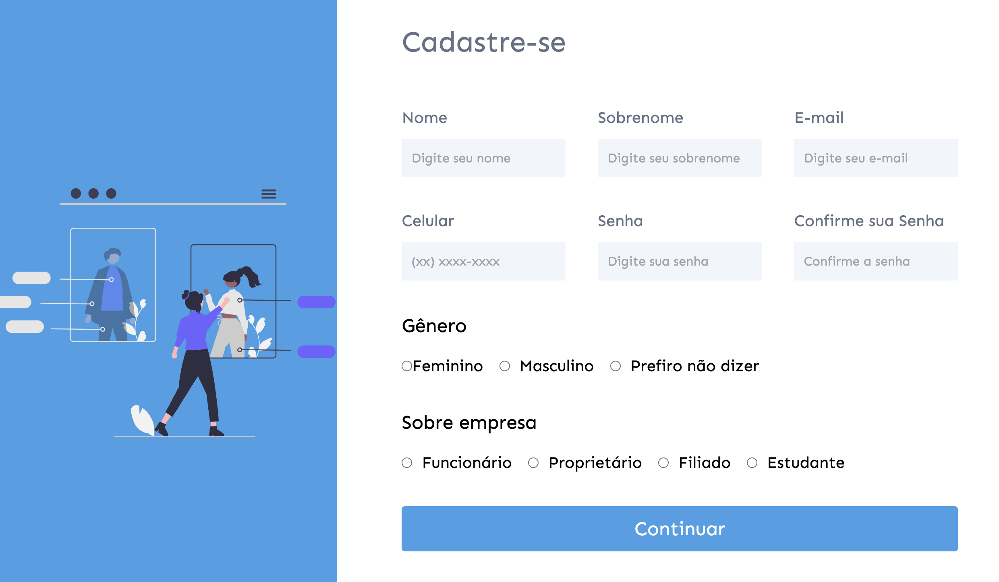 Cadastre-se
Nome
Sobrenome
E-mail
Digite seu nome
Digite seu sobrenome
Digite seu e-mail
Celular
Senha
Confirme sua Senha
(xx) xxxx-xxxx
Digite sua senha
Confirme a senha
Gênero
Feminino
Masculino
Prefiro não dizer
Sobre empresa
Funcionário
Proprietário
Filiado
Estudante
Continuar